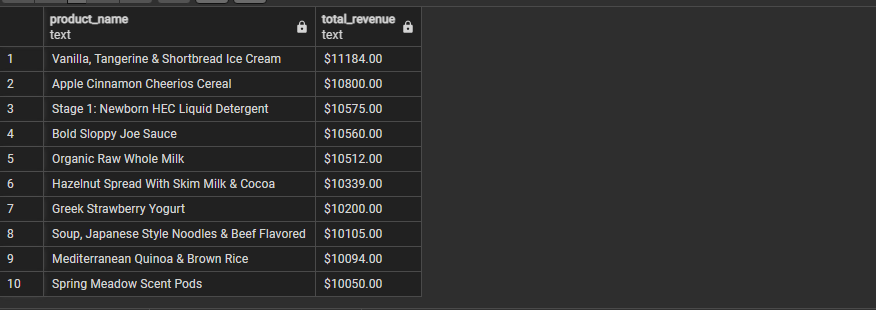 product_name total_revenue
text text
1 Vanilla, Tangerine & Shortbread Ice Cream $11184.00
2 Apple Cinnamon Cheerios Cereal $10800.00
3 Stage 1: Newborn HEC Liquid Detergent $10575.00
4 Bold Sloppy Joe Sauce $10560.00
5 Organic Raw Whole Milk $10512.00
6 Hazelnut Spread With Skim Milk & Cocoa $10339.00
7 Greek Strawberry Yogurt $10200.00
8 Soup, Japanese Style Noodles & Beef Flavored $10105.00
9 Mediterranean Quinoa & Brown Rice $10094.00
10 Spring Meadow Scent Pods $10050.00